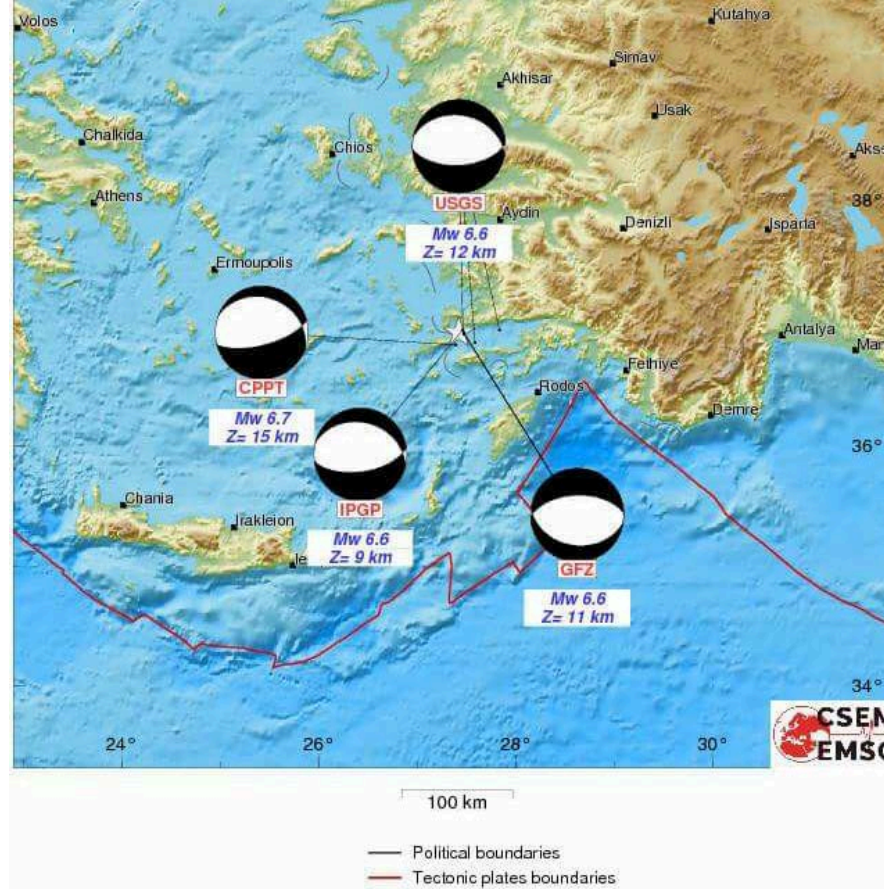 Volos
Kutahya
Simav
Akhisar
Usak
Chalkida
Chios
Athens
USGS
38°
Aydin
Denizli
Isparta
Mw 6.6
Z= 12 km
Ermoupolis
Antalya
Fethiye
CPPT
Rodos
Demre
Mw 6.7
Z= 15 km
36°
Chania
IPGP
Irakleion
Mw 6.6
Z= 9 km
GFZ
Mw 6.6
Z= 11 km
34°
24°
26°
28°
30°
CSEM
EMSC
100 km
Political boundaries
Tectonic plates boundaries